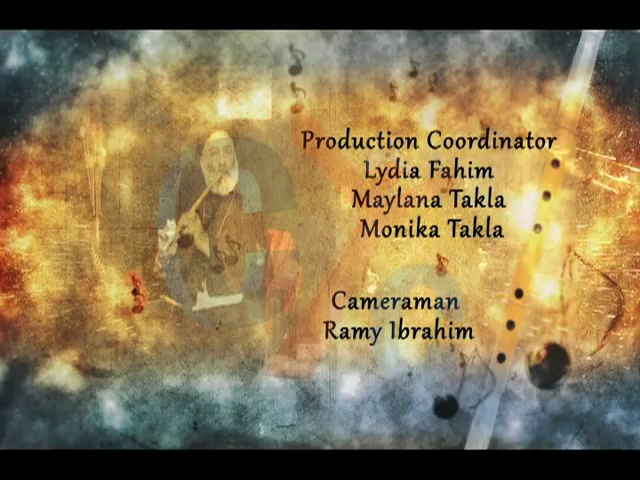 Production Coordinator
Lydia Fahim
Maylana Takla
Monika Takla
Cameraman
Ramy Ibrahim